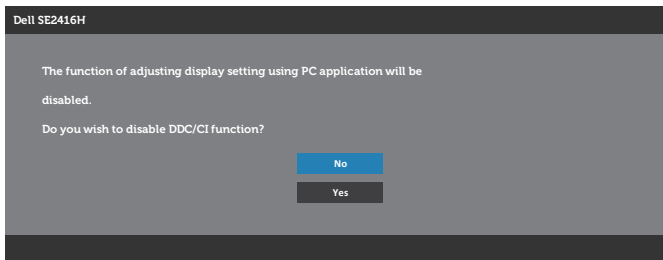 Dell SE2416H
The function of adjusting display setting using PC application will be
disabled.
Do you wish to disable DDC/CI function?
No
Yes